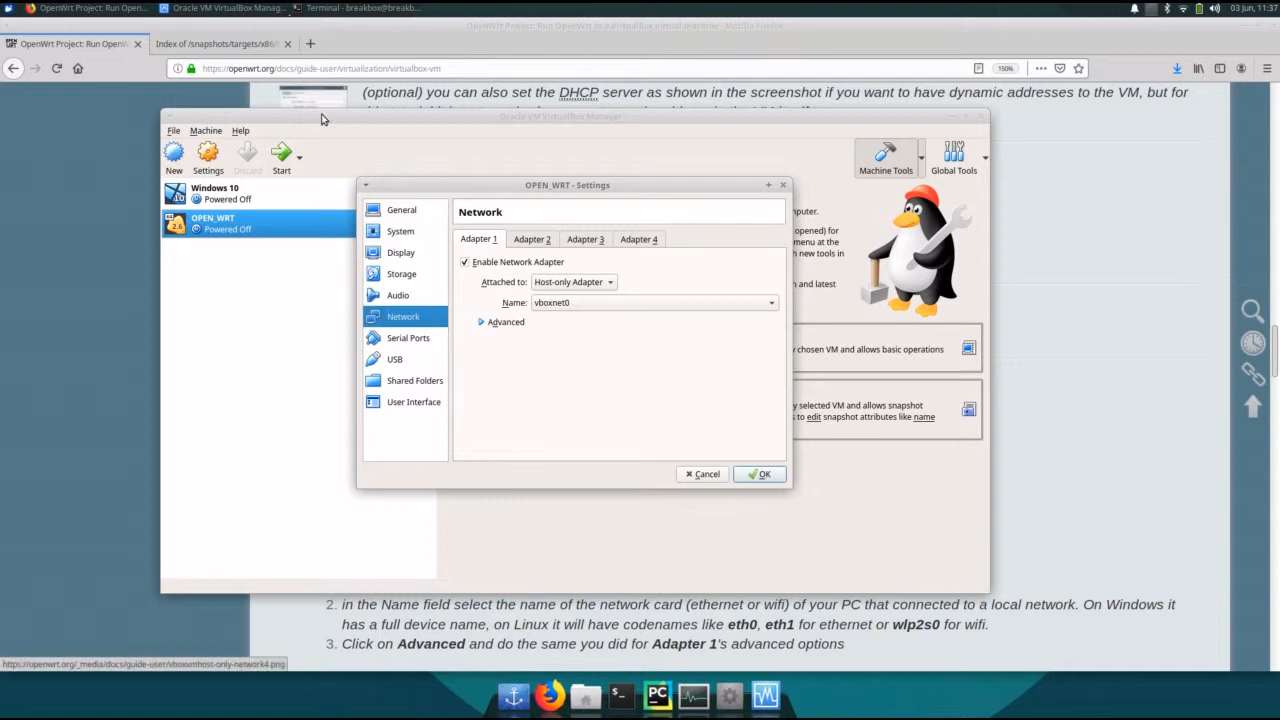 OpenWrt Project: Run Open...
Oracle VM VirtualBox Manag...
Terminal - breakbox@breakb...
03 Jun, 11:37
OpenWrt Project: Run OpenW
Index of /snapshots/targets/x86/
https://openwrt.org/docs/guide-user/virtualization/virtualbox-vm
150%
(optional) you can also set the DHCP server as shown in the screenshot if you want to have dynamic addresses to the VM, but for
Oracle VM VirtualBox Manager
File Machine Help
New Settings Discard Start
Machine Tools Global Tools
Windows 10
Powered Off
OPEN_WRT
Powered Off
OPEN_WRT - Settings
General
System
Display
Storage
Audio
Network
Serial Ports
USB
Shared Folders
User Interface
Network
Adapter 1 Adapter 2 Adapter 3 Adapter 4
Enable Network Adapter
Attached to: Host-only Adapter
Name: vboxnet0
Advanced
Cancel OK
puter.
opened) for
menu at the
h new tools in
n and latest
y chosen VM and allows basic operations
y selected VM and allows snapshot
s to edit snapshot attributes like name
2. in the Name field select the name of the network card (ethernet or wifi) of your PC that connected to a local network. On Windows it
has a full device name, on Linux it will have codenames like eth0, eth1 for ethernet or wlp2s0 for wifi.
3. Click on Advanced and do the same you did for Adapter 1's advanced options
https://openwrt.org/_media/docs/guide-user/vboxvmhost-only-network4.png
PC